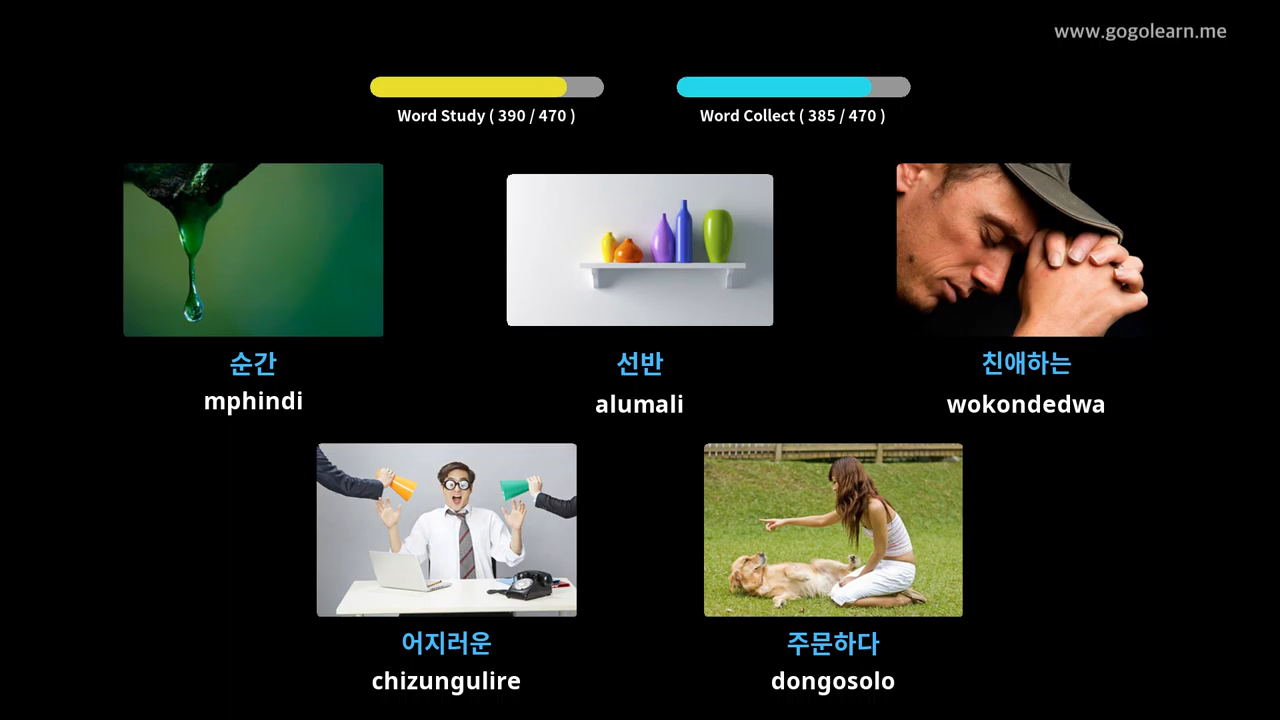 www.gogolearn.me
Word Study ( 390 / 470 )
Word Collect ( 385 / 470 )
순간
mphindi
선반
alumali
친애하는
wokondedwa
어지러운
chizungulire
주문하다
dongosolo